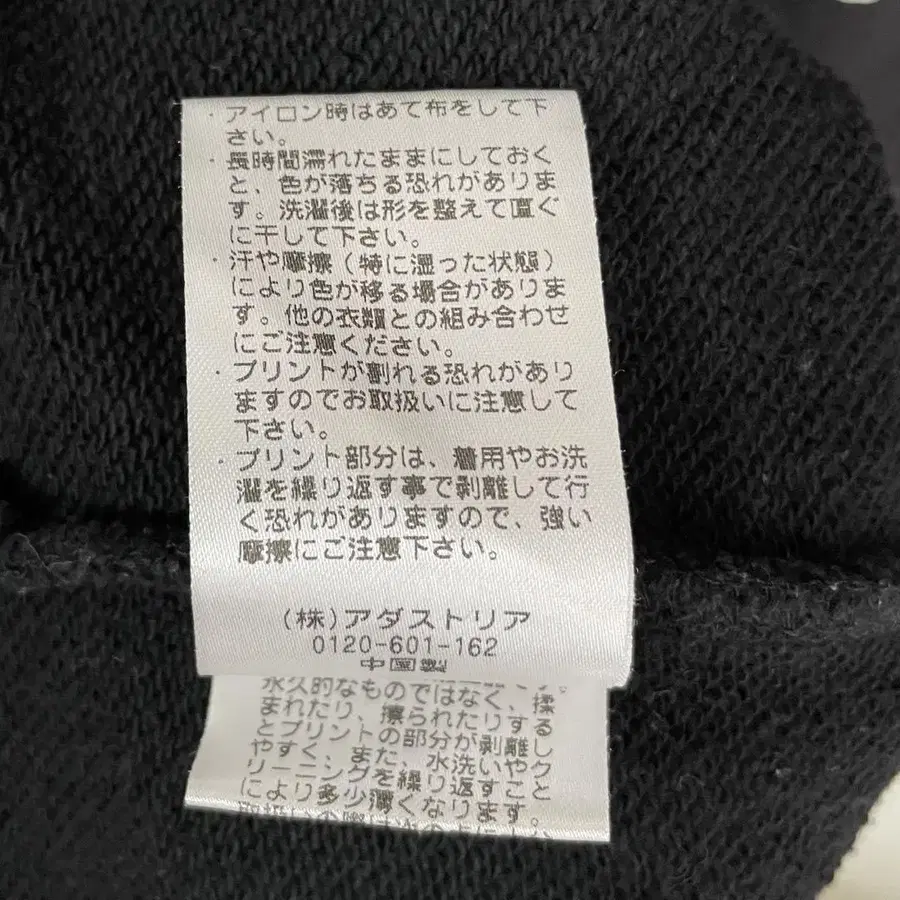 ・アイロン時はあて布をして下
さい。
・長時間濡れたままにしておく
と、色が落ちる恐れがありま
す。洗濯後は形を整えて直ぐ
に干して下さい。
・汗や摩擦（特に湿った状態）
により色が移る場合がありま
す。他の衣類との組み合わせ
にご注意ください。
・プリントが割れる恐れがあり
ますのでお取扱いに注意して
下さい。
・プリント部分は、着用やお洗
濯を繰り返す事で剥離して行
く恐れがありますので、強い
摩擦にご注意下さい。
（株）アダストリア
0120-601-162
中国製
永久的なものではなく、揉
まれたり、擦られたりする
とプリントの部分が剥離し
やすく、また、水洗いやク
リーニングを繰り返すごと
により多少薄くなります。